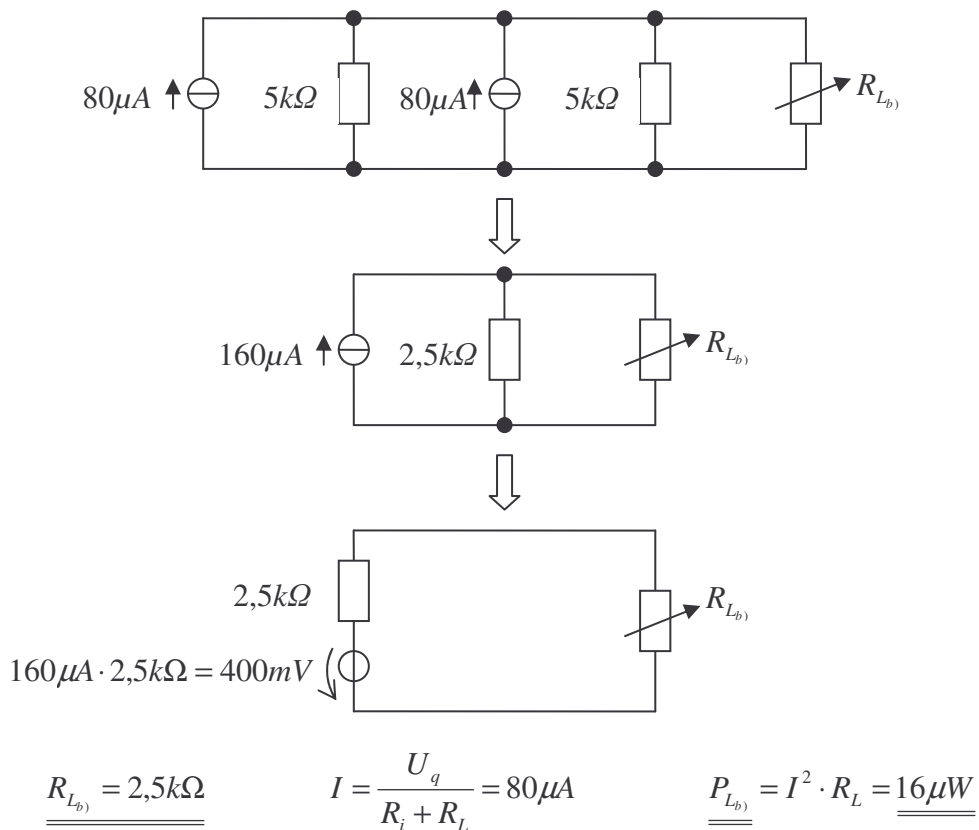 80μA 5kΩ 80μA 5kΩ R_{L_{b)}}
160μA 2,5kΩ R_{L_{b)}}
2,5kΩ R_{L_{b)}}
160μA · 2,5kΩ = 400mV
R_{L_{b)}} = 2,5kΩ I = \frac{U_q}{R_i + R_L} = 80μA P_{L_{b)}} = I^2 · R_L = 16μW